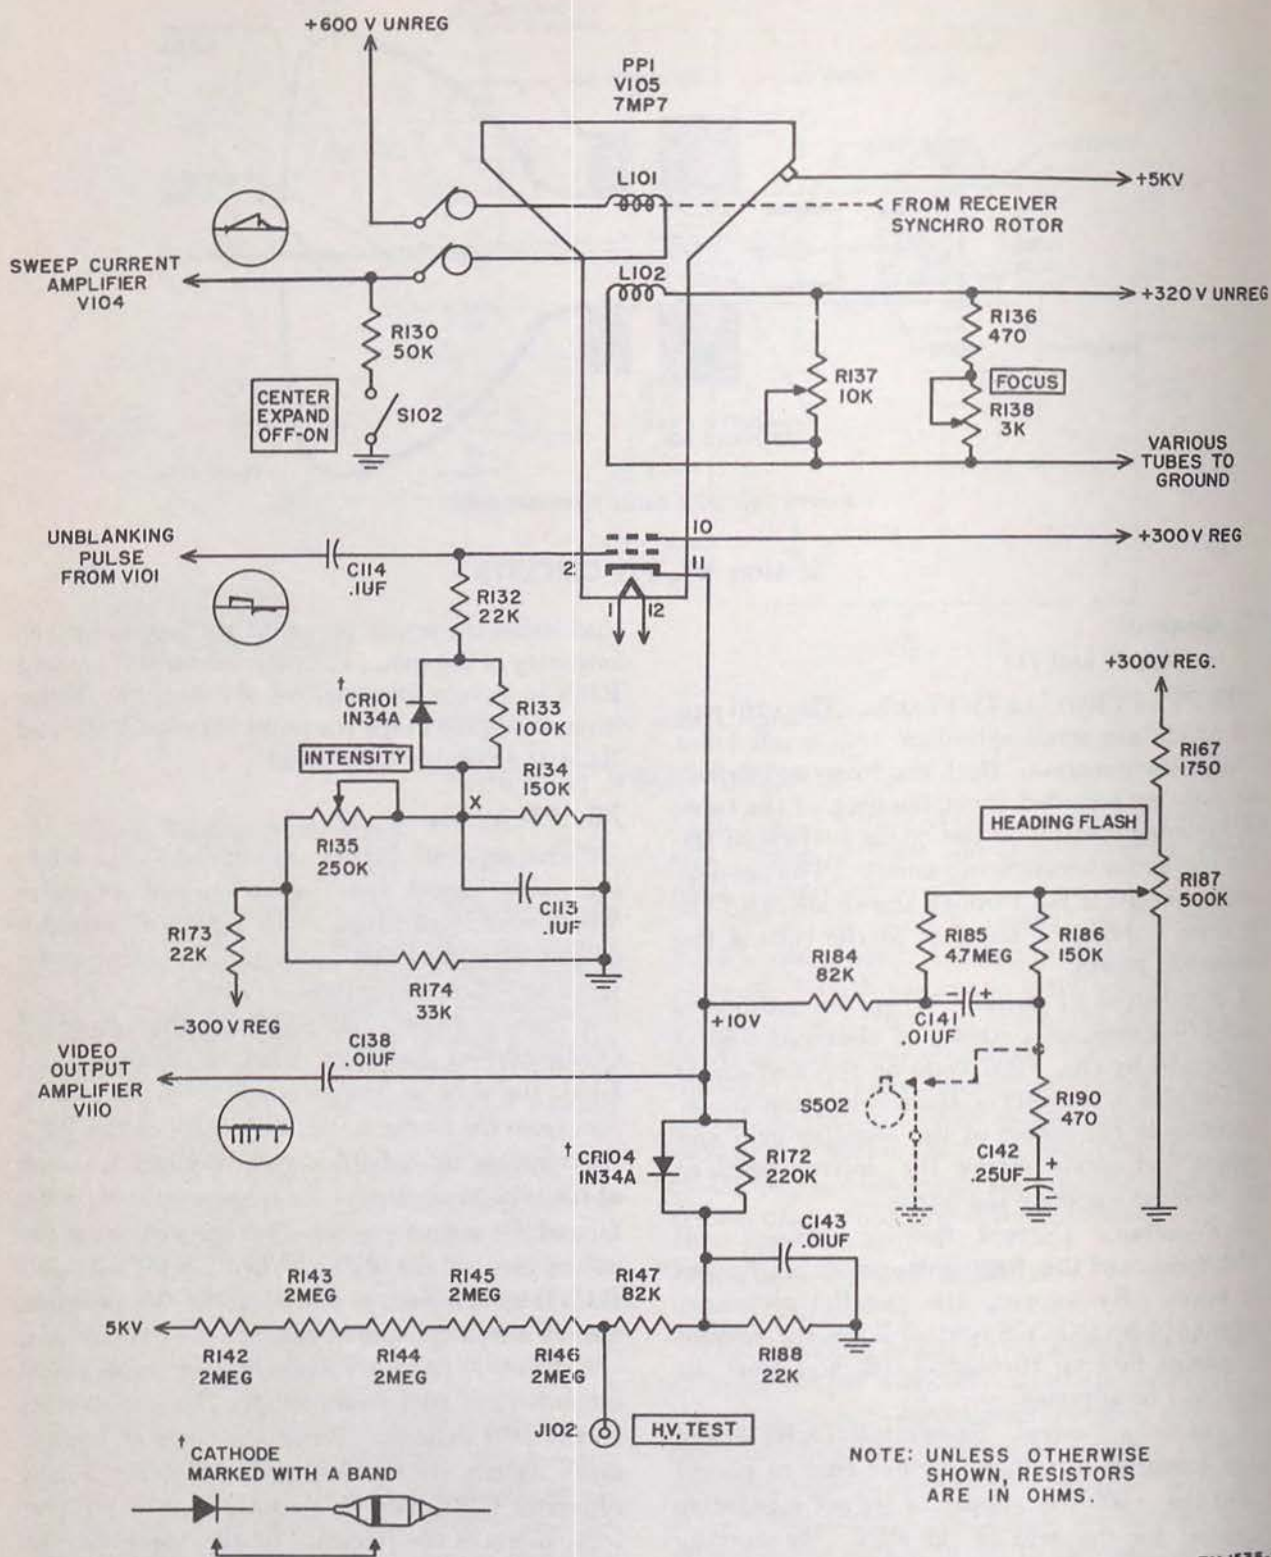 +600 V UNREG
PPI
V105
7MP7
L101
+5KV
FROM RECEIVER
SYNCHRO ROTOR
SWEEP CURRENT
AMPLIFIER
V104
L102
+320 V UNREG
R130
50K
R136
470
CENTER
EXPAND
OFF-ON
S102
R137
10K
FOCUS
R138
3K
VARIOUS
TUBES TO
GROUND
UNBLANKING
PULSE
FROM V101
C114
.1UF
2
10
11
+300V REG
1
12
R132
22K
+300V REG.
† CR101
1N34A
R133
100K
R167
1750
INTENSITY
R134
150K
X
HEADING FLASH
R135
250K
R187
500K
C113
.1UF
R173
22K
R185
4.7MEG
R186
150K
R184
82K
R174
33K
-300V REG
+10V
- +
C141
.01UF
VIDEO
OUTPUT
AMPLIFIER
V110
C138
.01UF
S502
R190
470
† CR104
1N34A
R172
220K
C142
.25UF
+
-
C143
.01UF
R143
2MEG
R145
2MEG
R147
82K
5KV
R142
2MEG
R144
2MEG
R146
2MEG
R188
22K
J102
H.V. TEST
† CATHODE
MARKED WITH A BAND
NOTE: UNLESS OTHERWISE
SHOWN, RESISTORS
ARE IN OHMS.